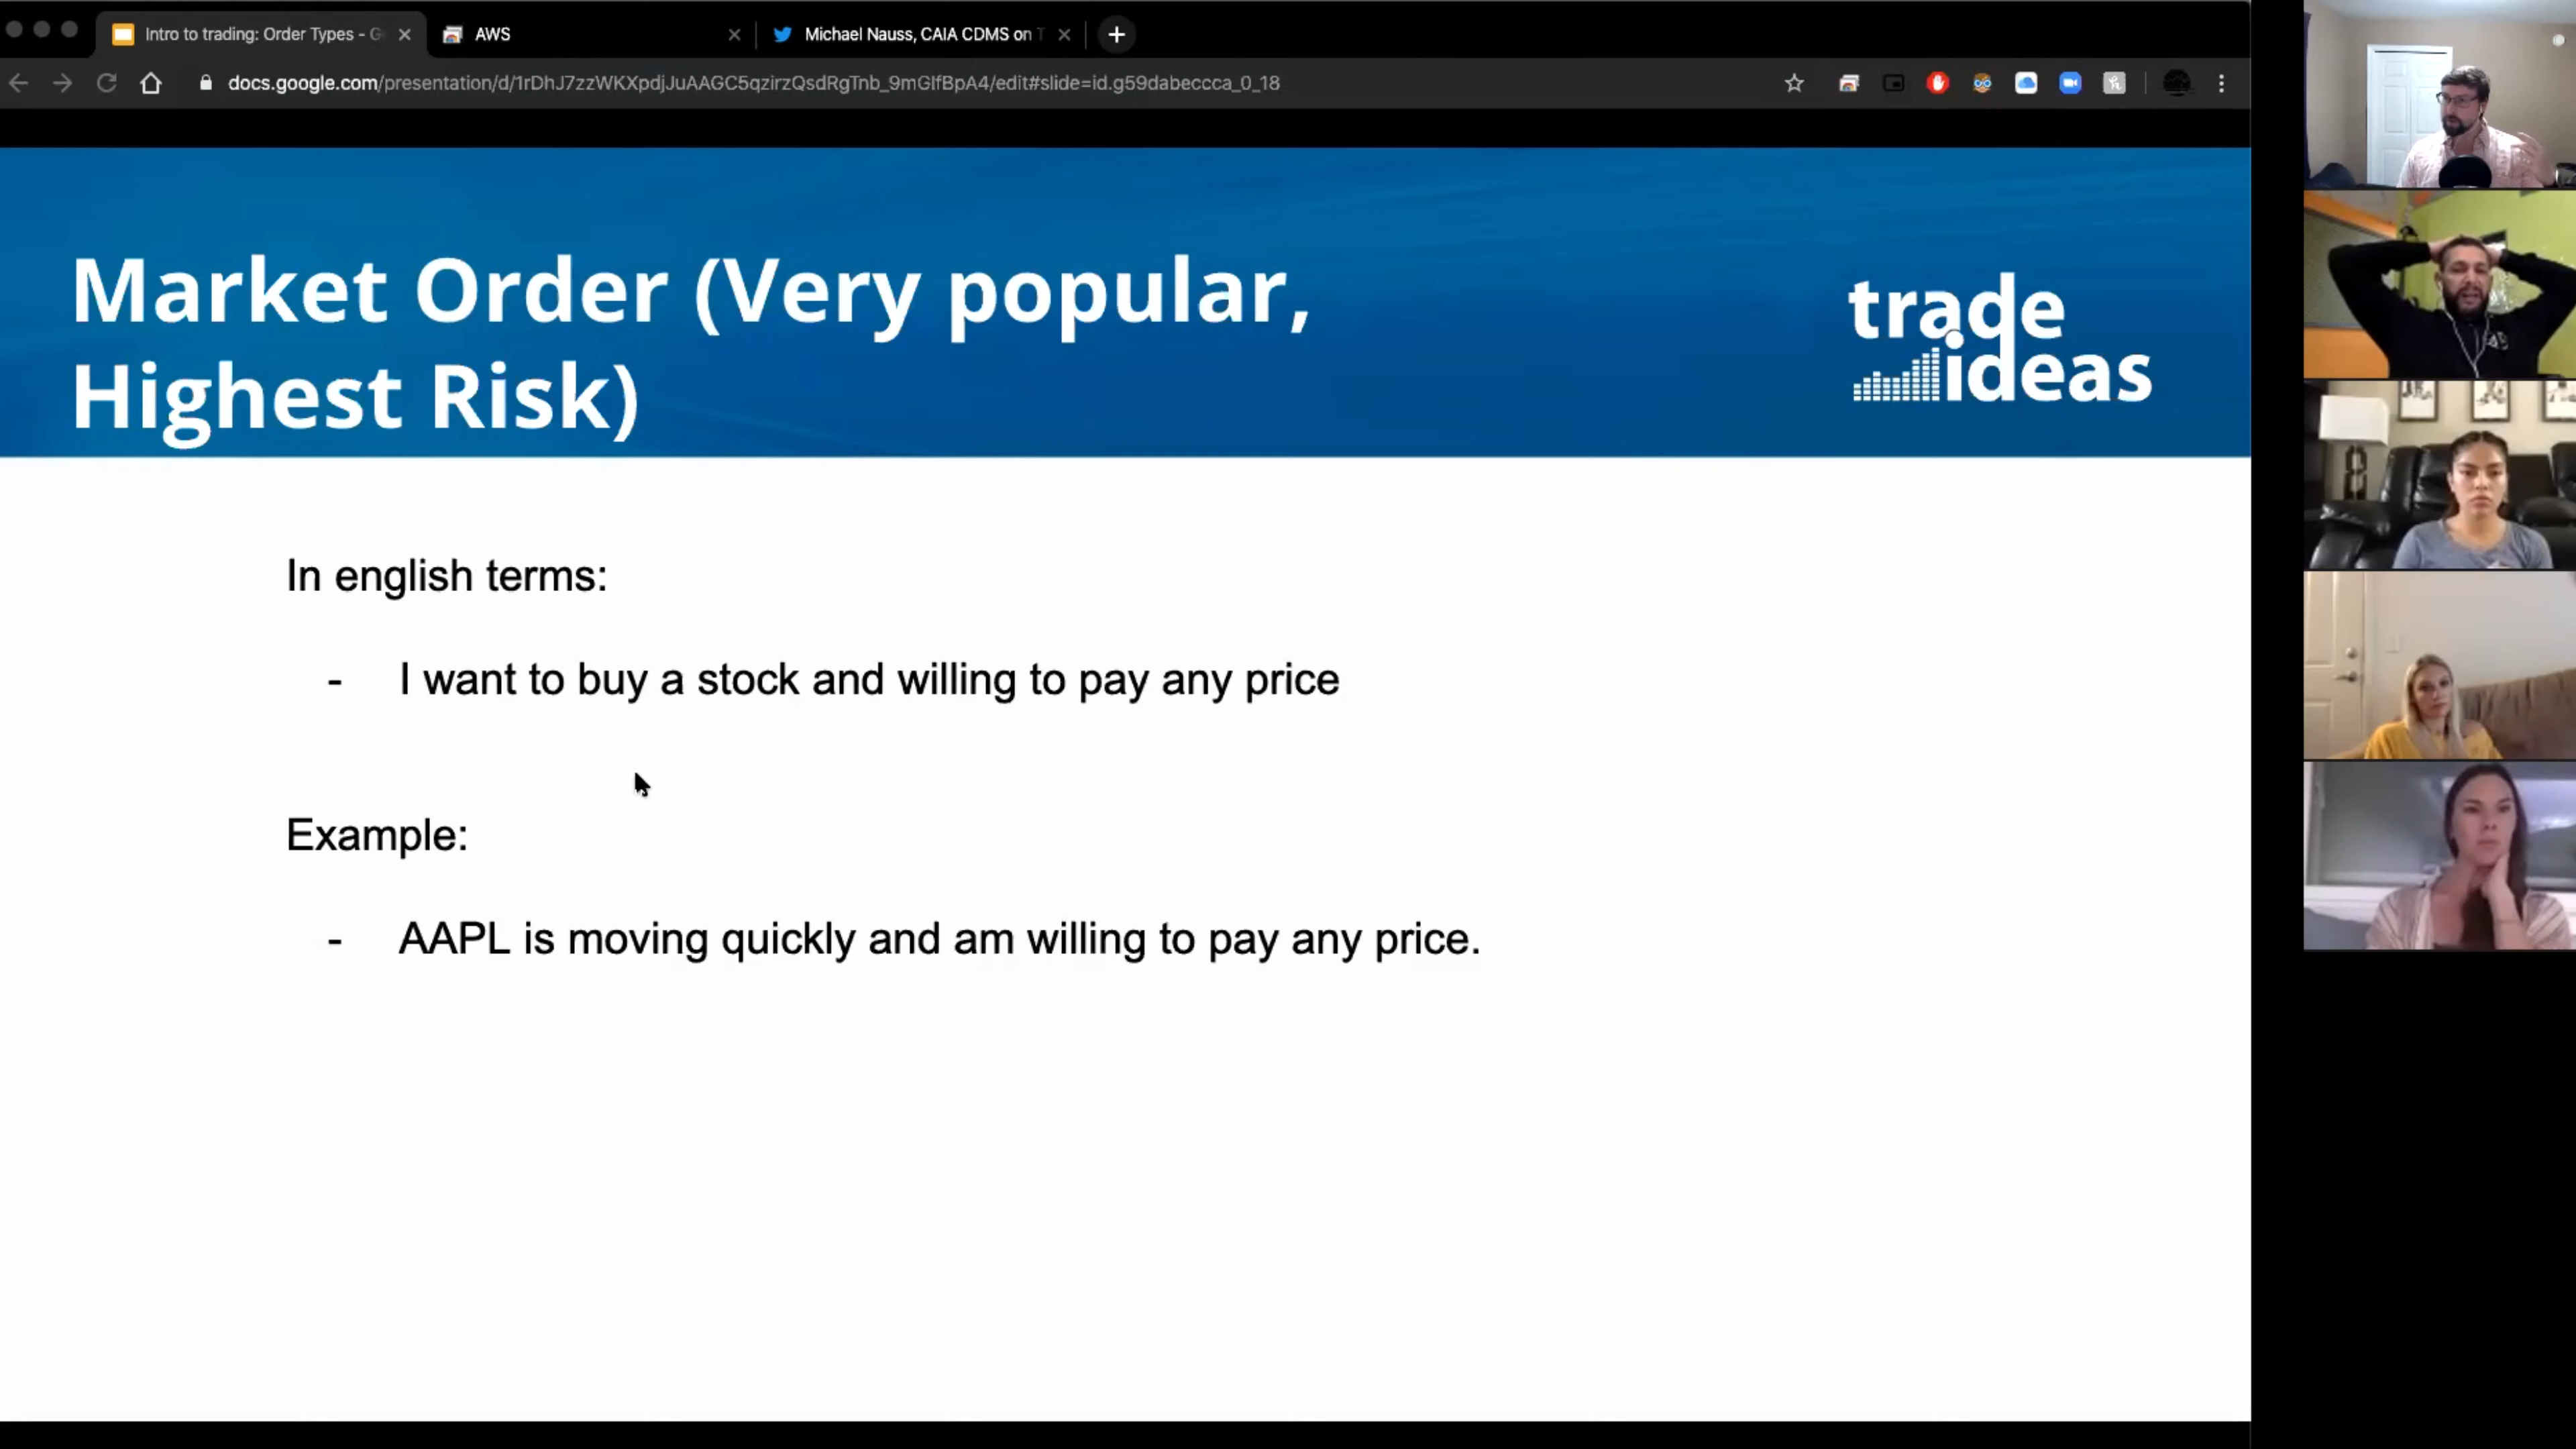 Intro to trading: Order Types - G
AWS
Michael Nauss, CAIA CDMS on T
docs.google.com/presentation/d/1rDhJ7zzWKXpdjJuAAGC5qzirzQsdRgTnb_9mGlfBpA4/edit#slide=id.g59dabeccca_0_18
Market Order (Very popular,
Highest Risk)
trade
ideas
In english terms:
- I want to buy a stock and willing to pay any price
Example:
- AAPL is moving quickly and am willing to pay any price.